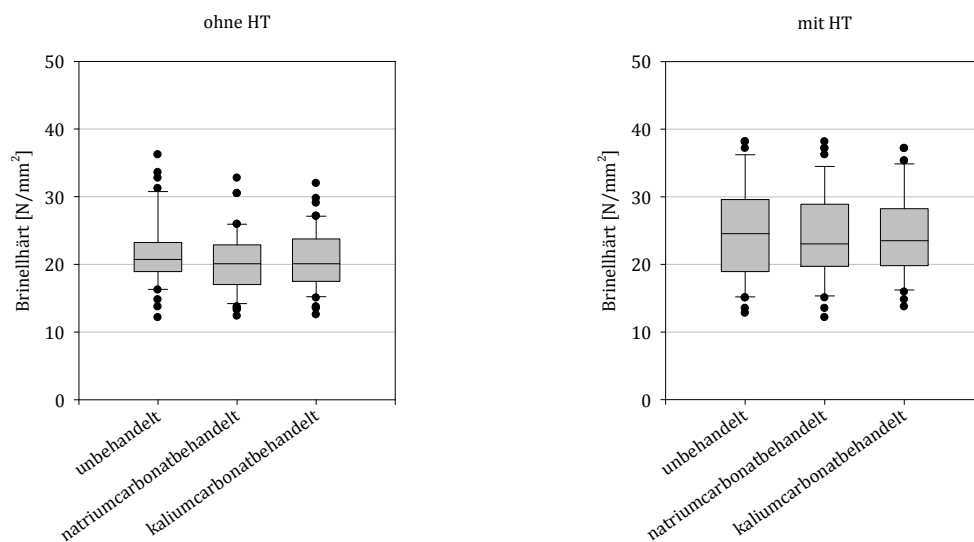 ohne HT
50
40
30
20
10
0
Brinellhärt [N/mm²]
unbehandelt
natriumcarbonatbehandelt
kaliumcarbonatbehandelt
mit HT
50
40
30
20
10
0
Brinellhärt [N/mm²]
unbehandelt
natriumcarbonatbehandelt
kaliumcarbonatbehandelt